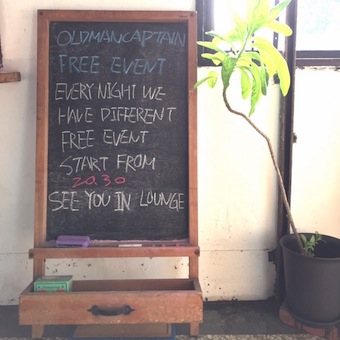 OLDMANCAPTAIN
FREE EVENT
EVERY NIGHT WE
HAVE DIFFERENT
FREE EVENT
START FROM
20.30
SEE YOU IN LOUNGE